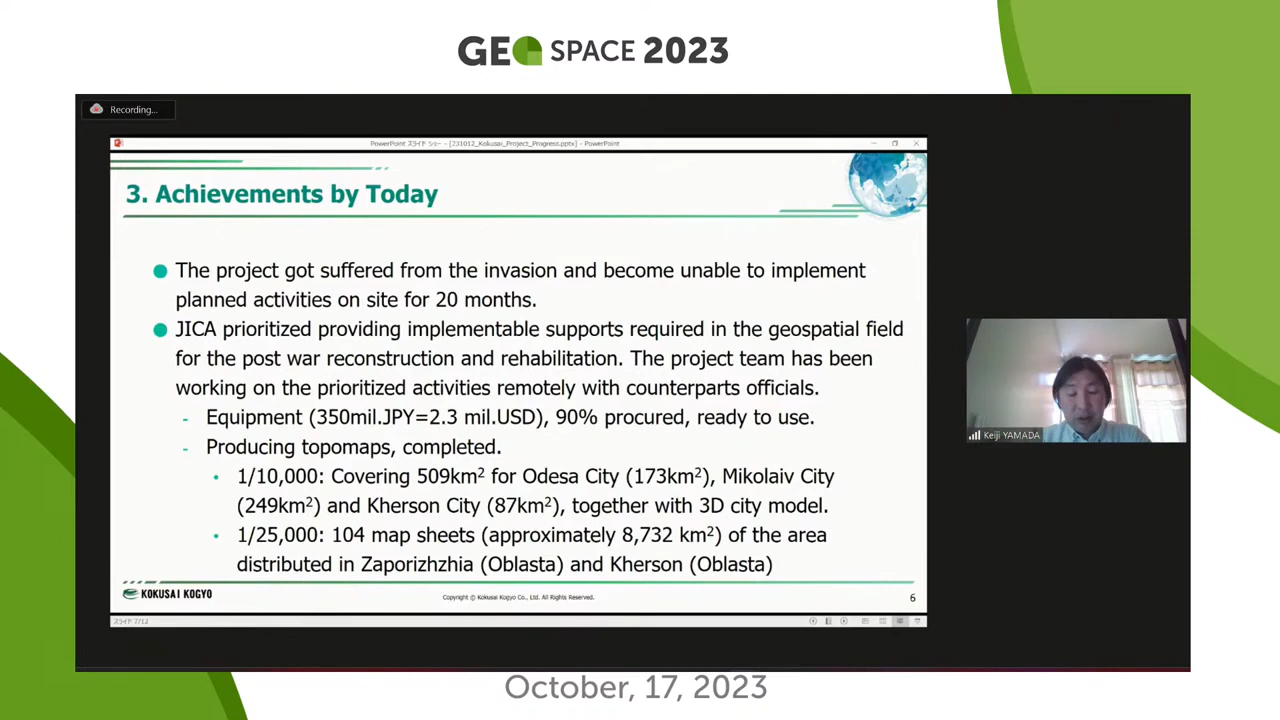 GEO SPACE 2023
Recording...
PowerPoint スライド ショー - [231012_Kokusai_Project_Progress.pptx] - PowerPoint
3. Achievements by Today
The project got suffered from the invasion and become unable to implement
planned activities on site for 20 months.
JICA prioritized providing implementable supports required in the geospatial field
for the post war reconstruction and rehabilitation. The project team has been
working on the prioritized activities remotely with counterparts officials.
- Equipment (350mil.JPY=2.3 mil.USD), 90% procured, ready to use.
- Producing topomaps, completed.
• 1/10,000: Covering 509km² for Odesa City (173km²), Mikolaiv City
(249km²) and Kherson City (87km²), together with 3D city model.
• 1/25,000: 104 map sheets (approximately 8,732 km²) of the area
distributed in Zaporizhzhia (Oblasta) and Kherson (Oblasta)
KOKUSAI KOGYO
Copyright © Kokusai Kogyo Co., Ltd. All Rights Reserved.
6
スライド 7/12
Keiji YAMADA
October, 17, 2023